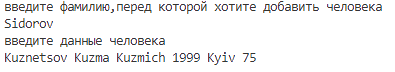 введите фамилию,перед которой хотите добавить человека
Sidorov
введите данные человека
Kuznetsov Kuzma Kuzmich 1999 Kyiv 75